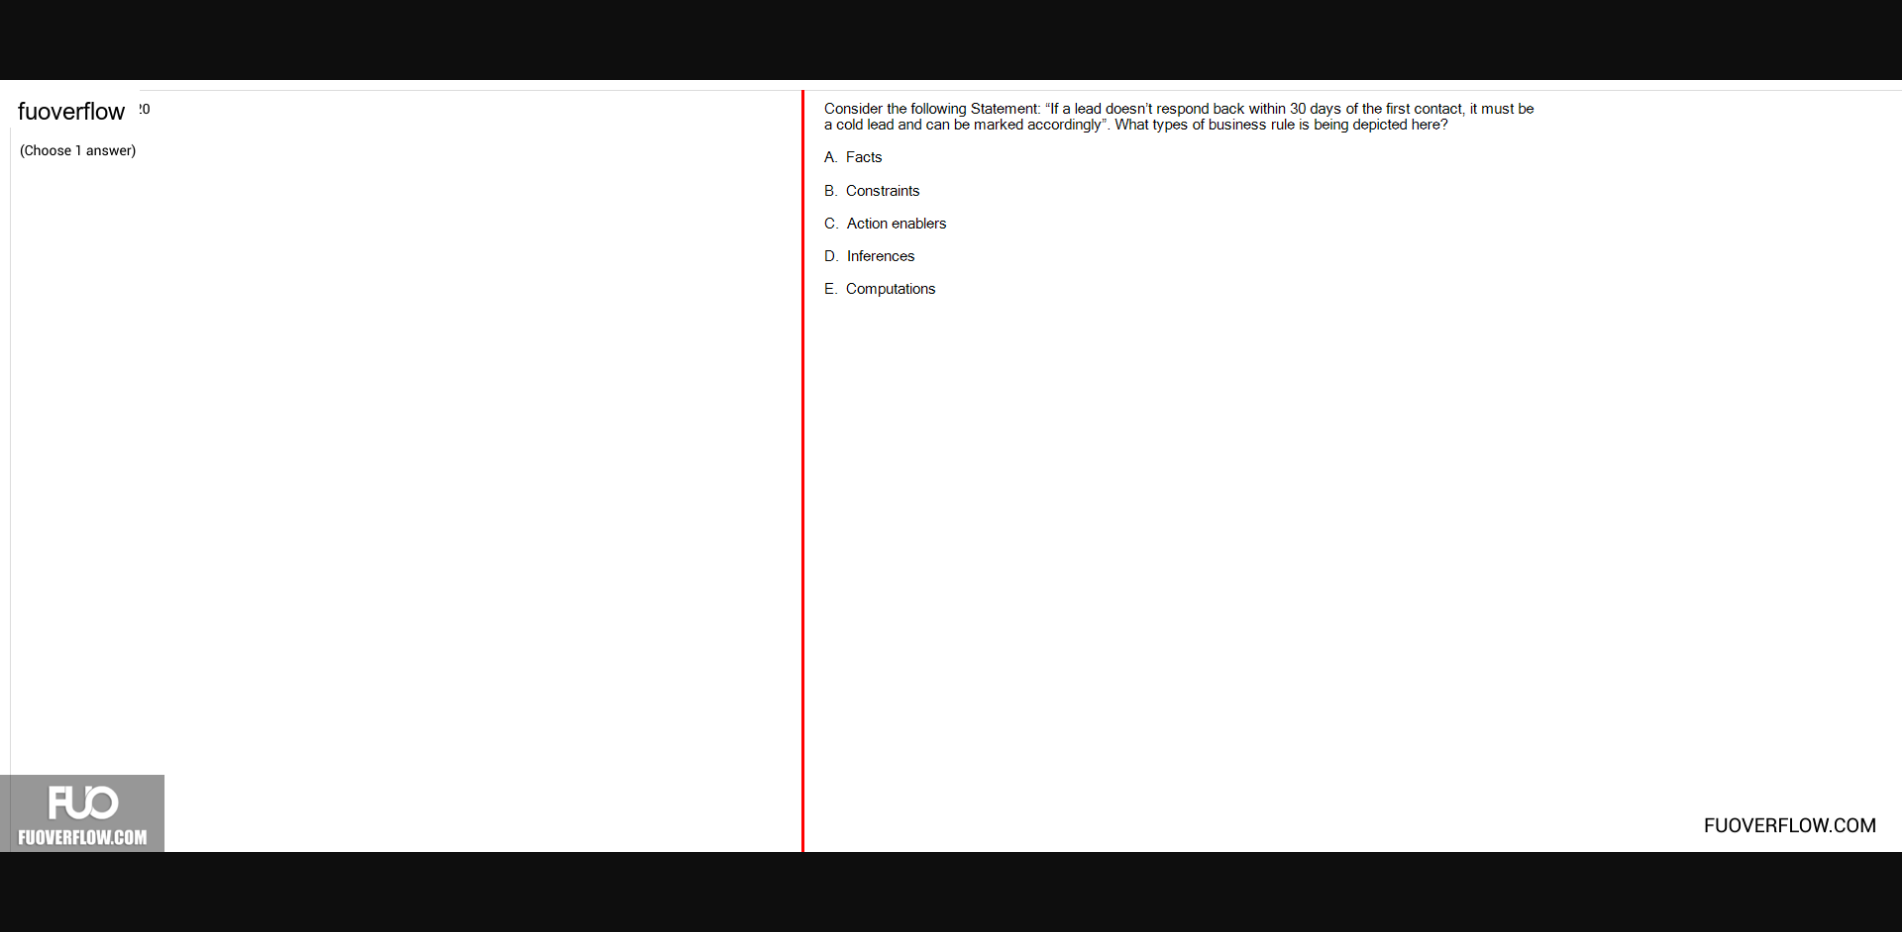 fuoverflow
20
(Choose 1 answer)
Consider the following Statement: “If a lead doesn’t respond back within 30 days of the first contact, it must be
a cold lead and can be marked accordingly”. What types of business rule is being depicted here?
A. Facts
B. Constraints
C. Action enablers
D. Inferences
E. Computations
FUO
FUOVERFLOW.COM
FUOVERFLOW.COM